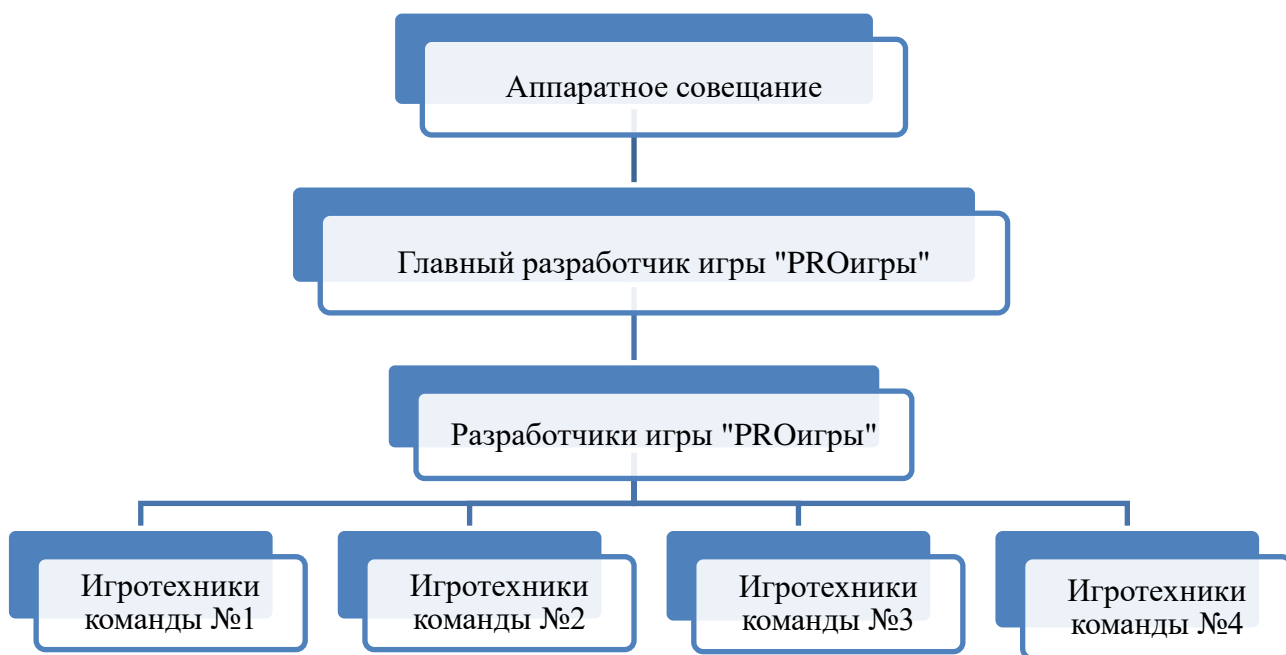 Аппаратное совещание
Главный разработчик игры "PROигры"
Разработчики игры "PROигры"
Игротехники
команды №1
Игротехники
команды №2
Игротехники
команды №3
Игротехники
команды №4